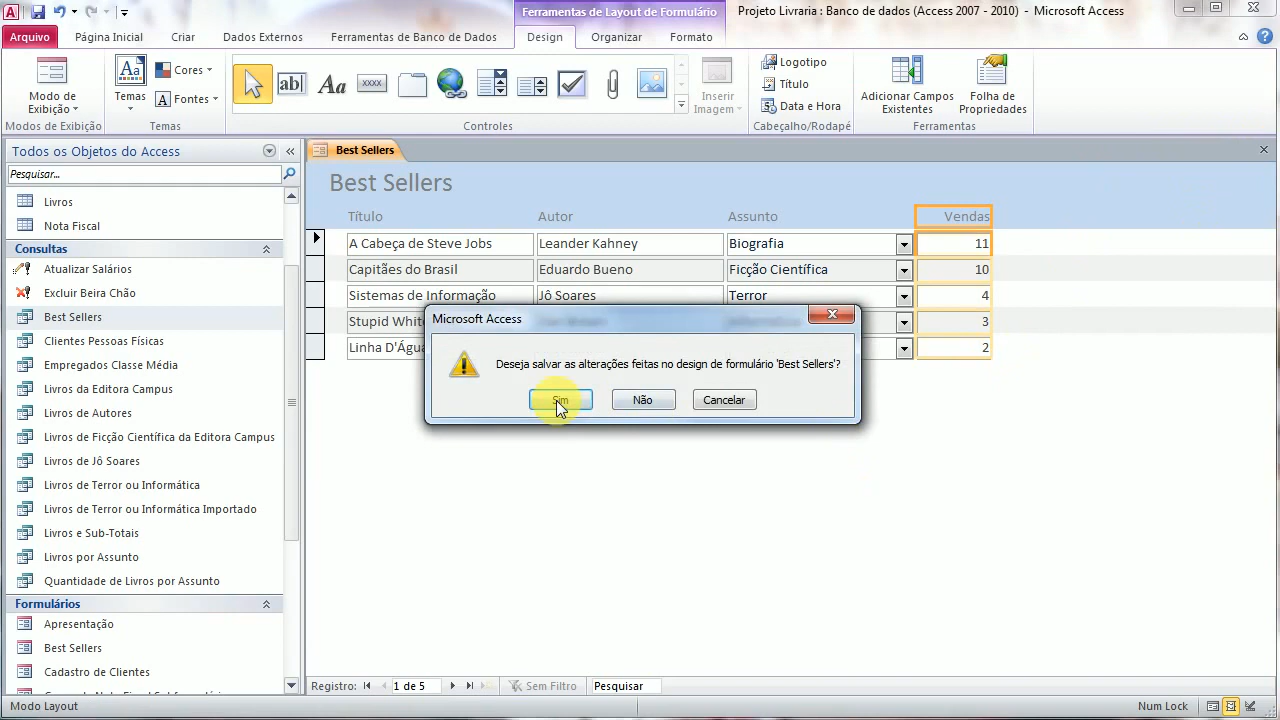 Ferramentas de Layout de Formulário
Projeto Livraria : Banco de dados (Access 2007 - 2010) - Microsoft Access
Arquivo
Página Inicial
Criar
Dados Externos
Ferramentas de Banco de Dados
Design
Organizar
Formato
Modo de Exibição
Modos de Exibição
Temas
Cores
Fontes
Temas
ab|
Aa
xxxx
Controles
Inserir Imagem
Logotipo
Título
Data e Hora
Cabeçalho/Rodapé
Adicionar Campos Existentes
Folha de Propriedades
Ferramentas
Todos os Objetos do Access
Pesquisar...
Livros
Nota Fiscal
Consultas
Atualizar Salários
Excluir Beira Chão
Best Sellers
Clientes Pessoas Físicas
Empregados Classe Média
Livros da Editora Campus
Livros de Autores
Livros de Ficção Científica da Editora Campus
Livros de Jô Soares
Livros de Terror ou Informática
Livros de Terror ou Informática Importado
Livros e Sub-Totais
Livros por Assunto
Quantidade de Livros por Assunto
Formulários
Apresentação
Best Sellers
Cadastro de Clientes
Best Sellers
Best Sellers
Título Autor Assunto Vendas
A Cabeça de Steve Jobs Leander Kahney Biografia 11
Capitães do Brasil Eduardo Bueno Ficção Científica 10
Sistemas de Informação Jô Soares Terror 4
Stupid Whit 3
Linha D'Água 2
Microsoft Access
Deseja salvar as alterações feitas no design de formulário 'Best Sellers'?
Sim Não Cancelar
Registro: 1 de 5 Sem Filtro Pesquisar
Modo Layout
Num Lock